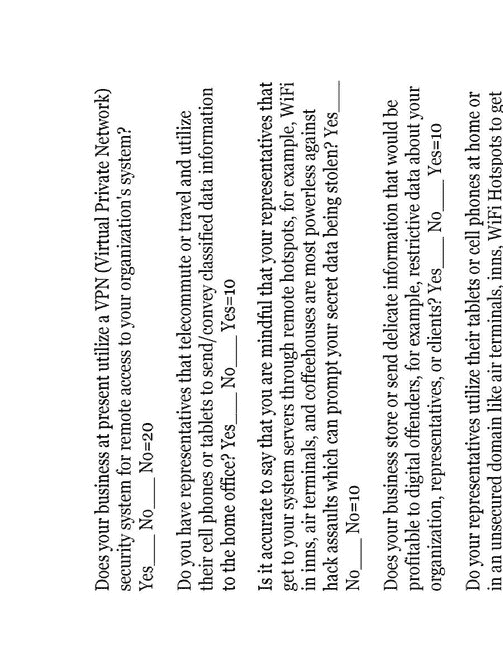 Does your business at present utilize a VPN (Virtual Private Network)
security system for remote access to your organization's system?
Yes___ No___ No=20
Do you have representatives that telecommute or travel and utilize
their cell phones or tablets to send/convey classified data information
to the home office? Yes___ No___ Yes=10
Is it accurate to say that you are mindful that your representatives that
get to your system servers through remote hotspots, for example, WiFi
in inns, air terminals, and coffeehouses are most powerless against
hack assaults which can prompt your secret data being stolen? Yes___
No___ No=10
Does your business store or send delicate information that would be
profitable to digital offenders, for example, restrictive data about your
organization, representatives, or clients? Yes___ No___ Yes=10
Do your representatives utilize their tablets or cell phones at home or
in an unsecured domain like air terminals, inns, WiFi Hotspots to get